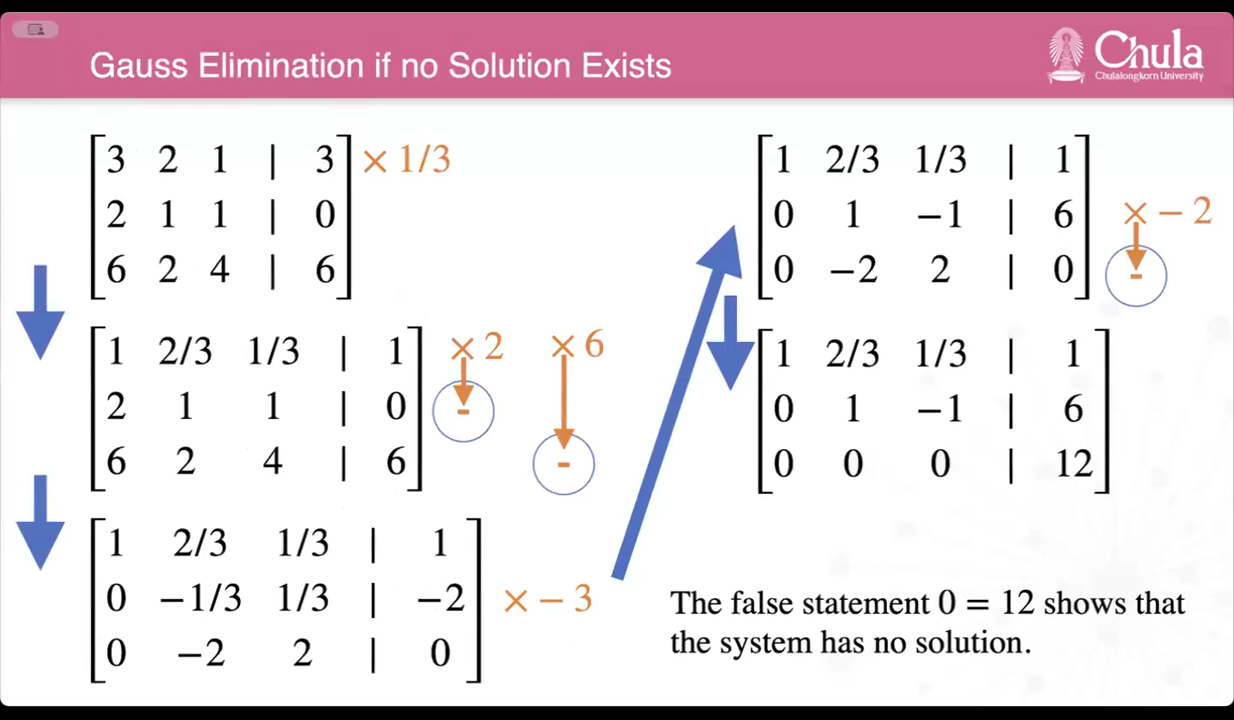 Gauss Elimination if no Solution Exists
Chula
Chulalongkorn University
3 2 1 | 3 × 1/3
2 1 1 | 0
6 2 4 | 6
1 2/3 1/3 | 1 × 2 × 6
2 1 1 | 0 -
6 2 4 | 6 -
1 2/3 1/3 | 1
0 −1/3 1/3 | −2 × − 3
0 −2 2 | 0
1 2/3 1/3 | 1
0 1 −1 | 6 × − 2
0 −2 2 | 0 -
1 2/3 1/3 | 1
0 1 −1 | 6
0 0 0 | 12
The false statement 0 = 12 shows that
the system has no solution.